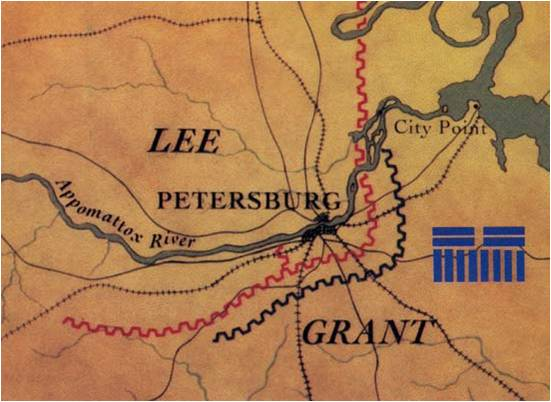 LEE
City Point
PETERSBURG
Appomattox River
GRANT